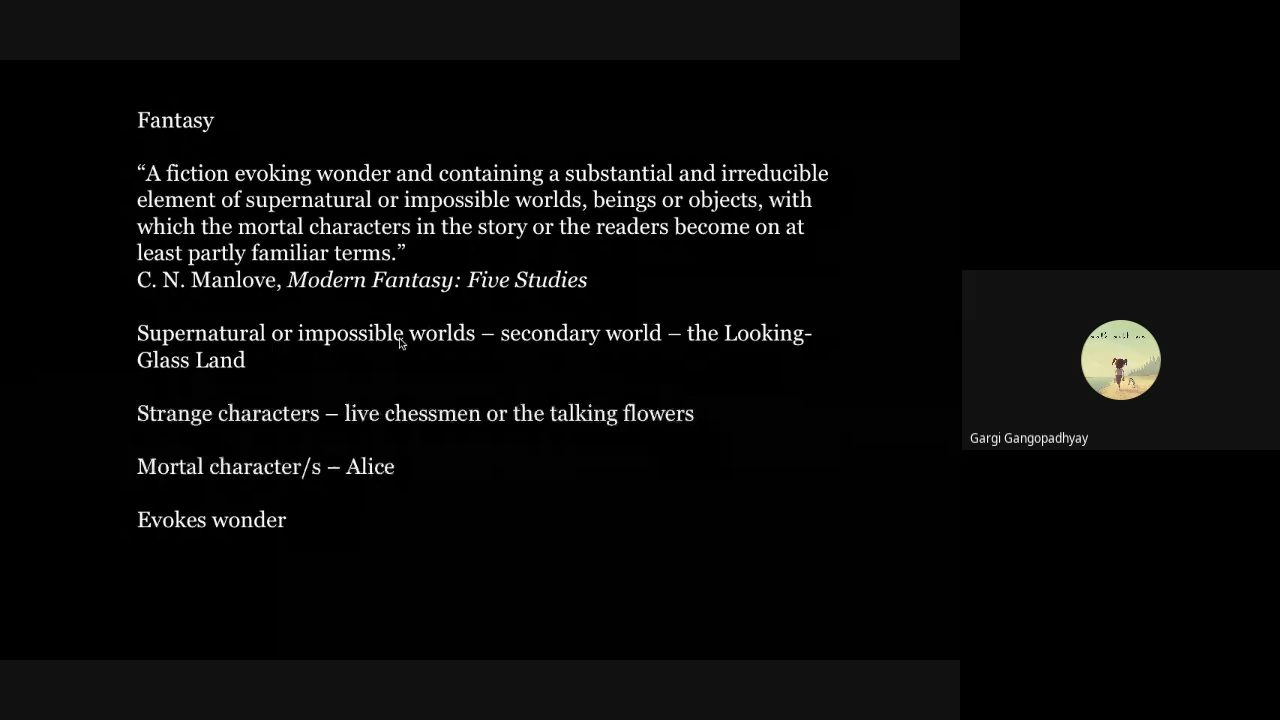 Fantasy
“A fiction evoking wonder and containing a substantial and irreducible
element of supernatural or impossible worlds, beings or objects, with
which the mortal characters in the story or the readers become on at
least partly familiar terms.”
C. N. Manlove, Modern Fantasy: Five Studies
Supernatural or impossible worlds – secondary world – the Looking-
Glass Land
Strange characters – live chessmen or the talking flowers
Mortal character/s – Alice
Evokes wonder
Gargi Gangopadhyay